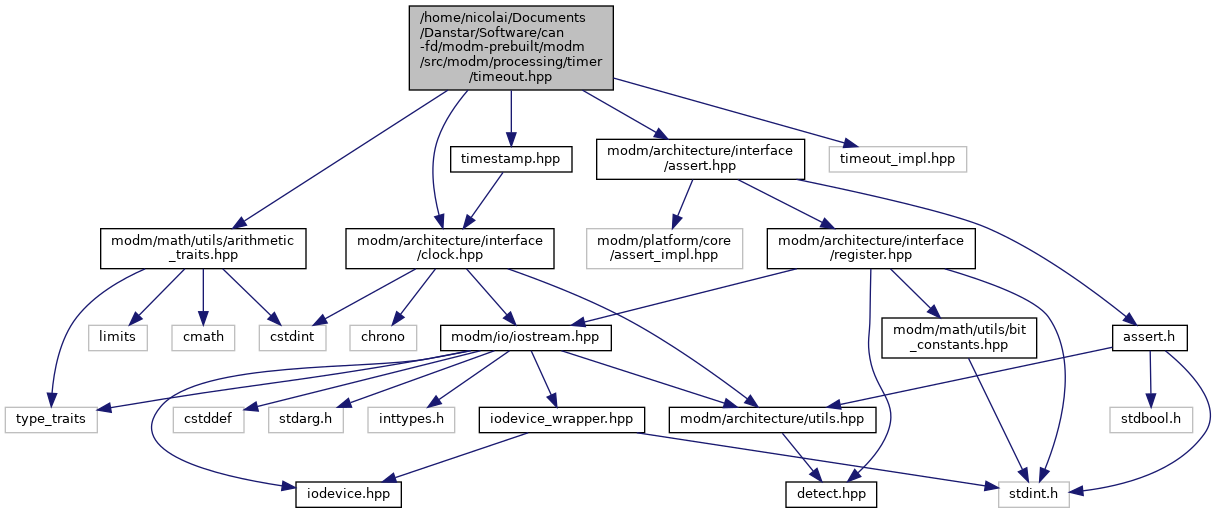 /home/nicolai/Documents
/Danstar/Software/can
-fd/modm-prebuilt/modm
/src/modm/processing/timer
/timeout.hpp
timestamp.hpp
modm/architecture/interface
/assert.hpp
timeout_impl.hpp
modm/math/utils/arithmetic
_traits.hpp
modm/architecture/interface
/clock.hpp
modm/platform/core
/assert_impl.hpp
modm/architecture/interface
/register.hpp
limits
cmath
cstdint
chrono
modm/io/iostream.hpp
modm/math/utils/bit
_constants.hpp
assert.h
type_traits
cstddef
stdarg.h
inttypes.h
iodevice_wrapper.hpp
modm/architecture/utils.hpp
stdbool.h
iodevice.hpp
detect.hpp
stdint.h